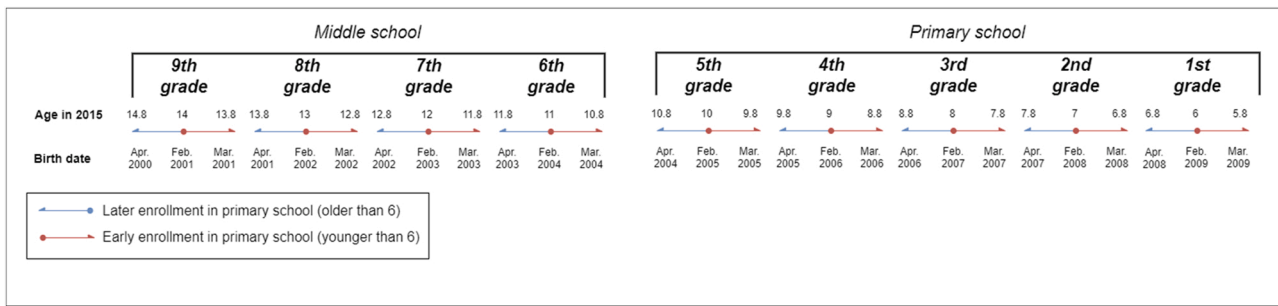 Middle school
Primary school
9th grade
8th grade
7th grade
6th grade
5th grade
4th grade
3rd grade
2nd grade
1st grade
Age in 2015 14.8 14 13.8 13.8 13 12.8 12.8 12 11.8 11.8 11 10.8 10.8 10 9.8 9.8 9 8.8 8.8 8 7.8 7.8 7 6.8 6.8 6 5.8
Birth date Apr. 2000 Feb. 2001 Mar. 2001 Apr. 2001 Feb. 2002 Mar. 2002 Apr. 2002 Feb. 2003 Mar. 2003 Apr. 2003 Feb. 2004 Mar. 2004 Apr. 2004 Feb. 2005 Mar. 2005 Apr. 2005 Feb. 2006 Mar. 2006 Apr. 2006 Feb. 2007 Mar. 2007 Apr. 2007 Feb. 2008 Mar. 2008 Apr. 2008 Feb. 2009 Mar. 2009
Later enrollment in primary school (older than 6)
Early enrollment in primary school (younger than 6)